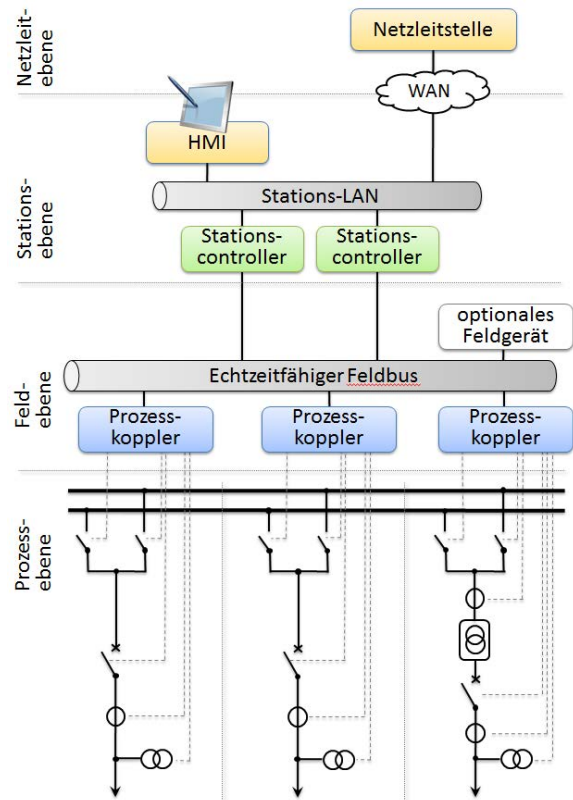 Netzleit-
ebene
Netzleitstelle
WAN
HMI
Stations-
ebene
Stations-LAN
Stations-
controller
Stations-
controller
optionales
Feldgerät
Feld-
ebene
Echtzeitfähiger Feldbus
Prozess-
koppler
Prozess-
koppler
Prozess-
koppler
Prozess-
ebene